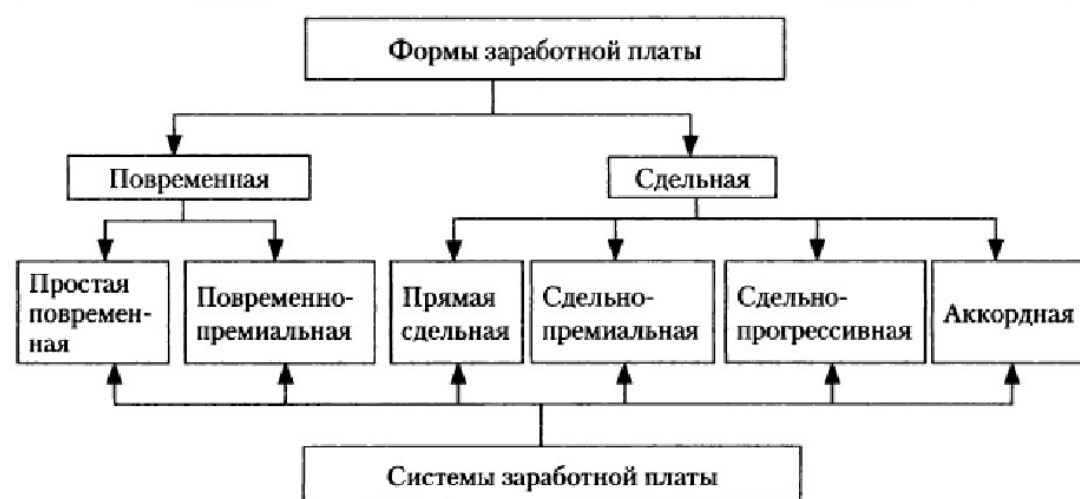 Формы заработной платы
Повременная
Сдельная
Простая
повремен-
ная
Повременно-
премиальная
Прямая
сдельная
Сдельно-
премиальная
Сдельно-
прогрессивная
Аккордная
Системы заработной платы